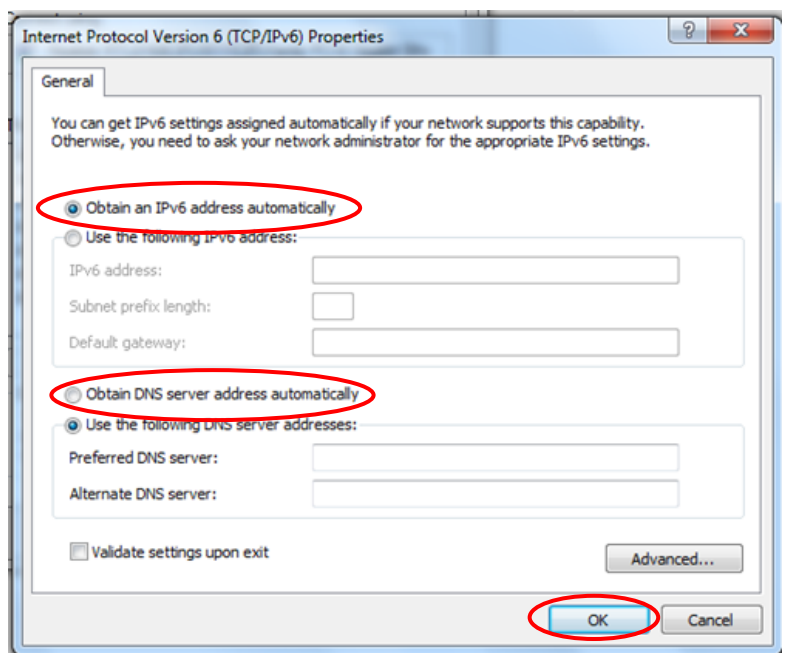 Internet Protocol Version 6 (TCP/IPv6) Properties
General
You can get IPv6 settings assigned automatically if your network supports this capability.
Otherwise, you need to ask your network administrator for the appropriate IPv6 settings.
Obtain an IPv6 address automatically
Use the following IPv6 address:
IPv6 address:
Subnet prefix length:
Default gateway:
Obtain DNS server address automatically
Use the following DNS server addresses:
Preferred DNS server:
Alternate DNS server:
Validate settings upon exit
Advanced...
OK
Cancel